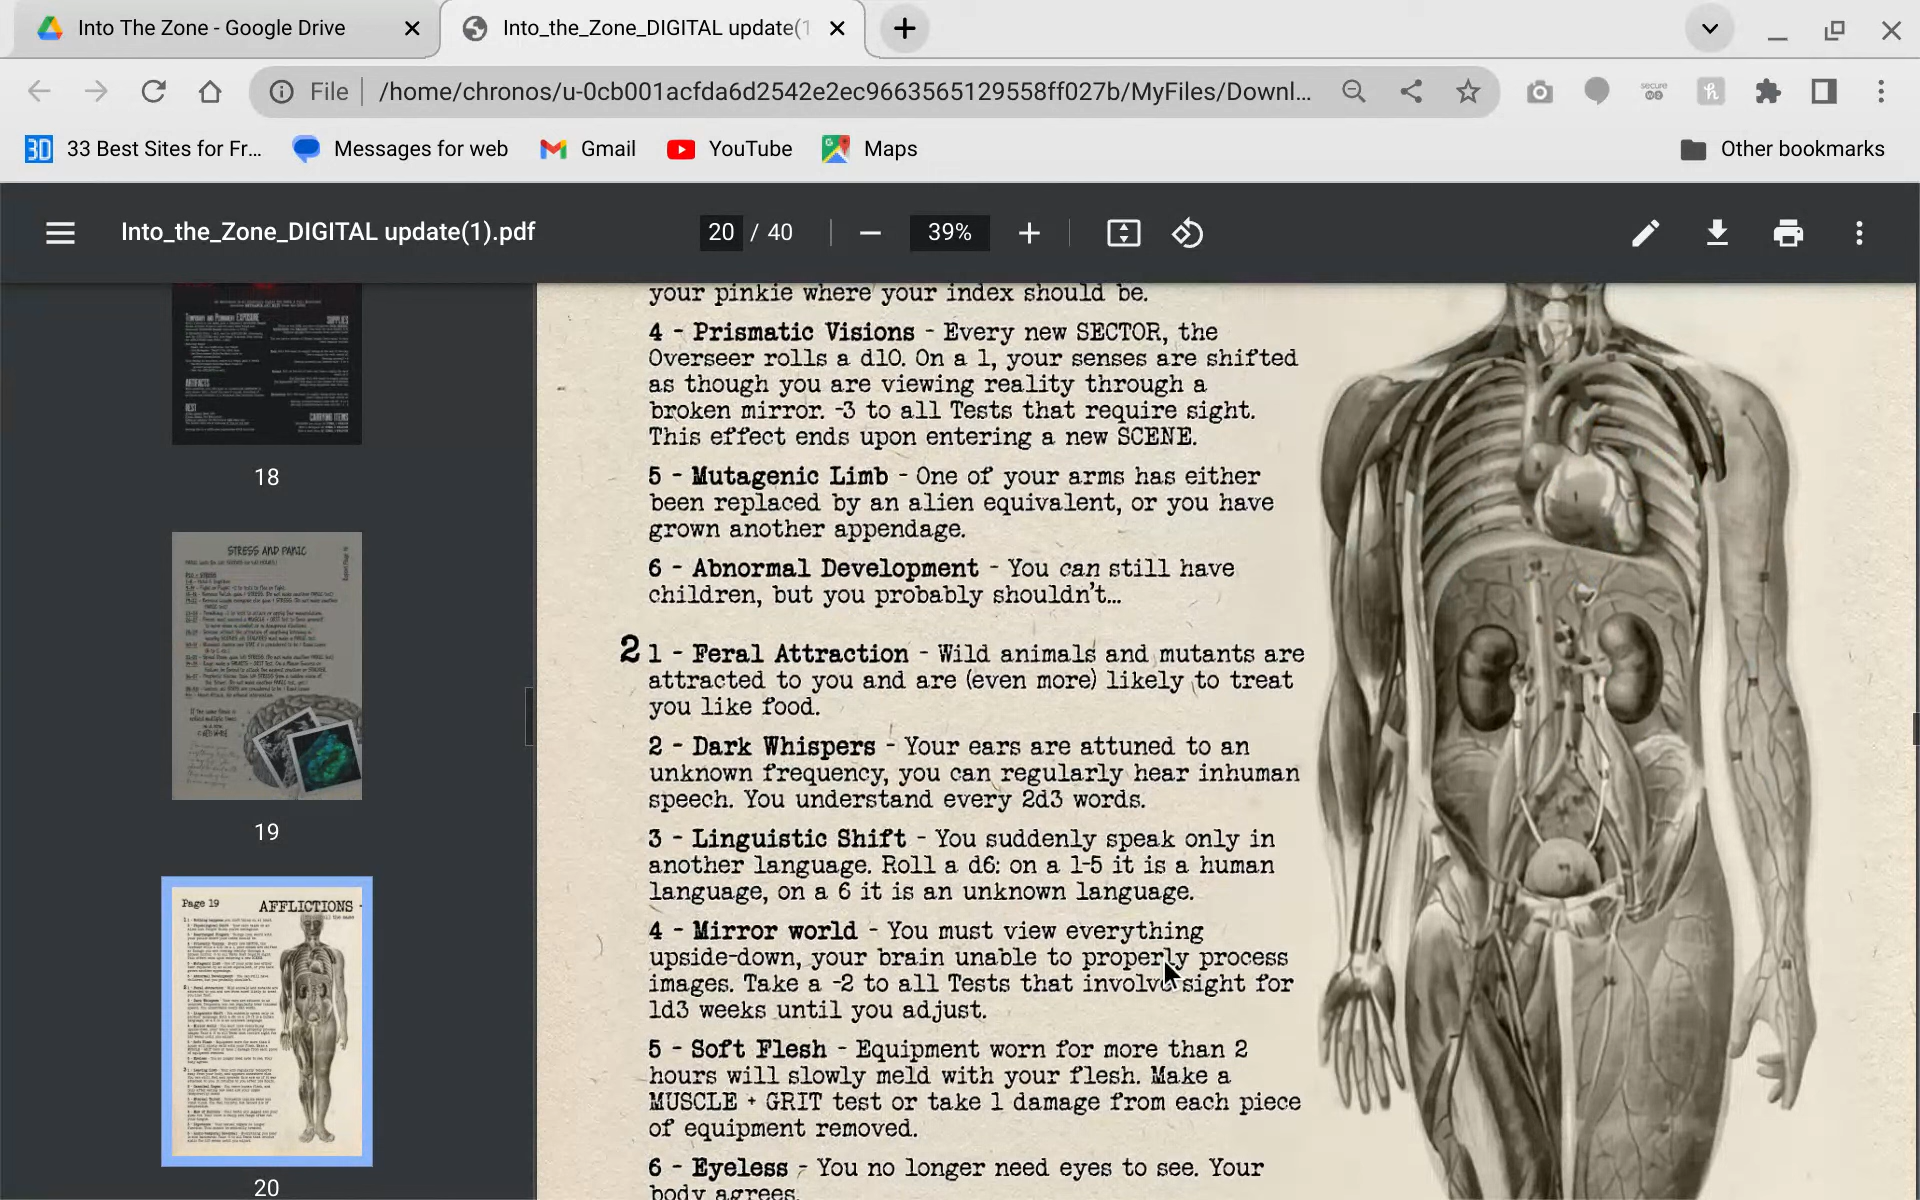 Into The Zone - Google Drive
Into_the_Zone_DIGITAL update(1
File
/home/chronos/u-0cb001acfda6d2542e2ec9663565129558ff027b/MyFiles/Downl...
33 Best Sites for Fr...
Messages for web
Gmail
YouTube
Maps
Other bookmarks
Into_the_Zone_DIGITAL update(1).pdf
20 / 40
39%
SUPPLIES
ARTIFACTS
REST
CARRYING ITEMS
18
STRESS AND PANIC
19
Page 19
AFFLICTIONS -
20
your pinkie where your index should be.
4 - Prismatic Visions - Every new SECTOR, the
Overseer rolls a d10. On a 1, your senses are shifted
as though you are viewing reality through a
broken mirror. -3 to all Tests that require sight.
This effect ends upon entering a new SCENE.
5 - Mutagenic Limb - One of your arms has either
been replaced by an alien equivalent, or you have
grown another appendage.
6 - Abnormal Development - You can still have
children, but you probably shouldn't...
2 1 - Feral Attraction - Wild animals and mutants are
attracted to you and are (even more) likely to treat
you like food.
2 - Dark Whispers - Your ears are attuned to an
unknown frequency, you can regularly hear inhuman
speech. You understand every 2d3 words.
3 - Linguistic Shift - You suddenly speak only in
another language. Roll a d6: on a 1-5 it is a human
language, on a 6 it is an unknown language.
4 - Mirror world - You must view everything
upside-down, your brain unable to properly process
images. Take a -2 to all Tests that involve sight for
1d3 weeks until you adjust.
5 - Soft Flesh - Equipment worn for more than 2
hours will slowly meld with your flesh. Make a
MUSCLE + GRIT test or take 1 damage from each piece
of equipment removed.
6 - Eyeless - You no longer need eyes to see. Your
body agrees.